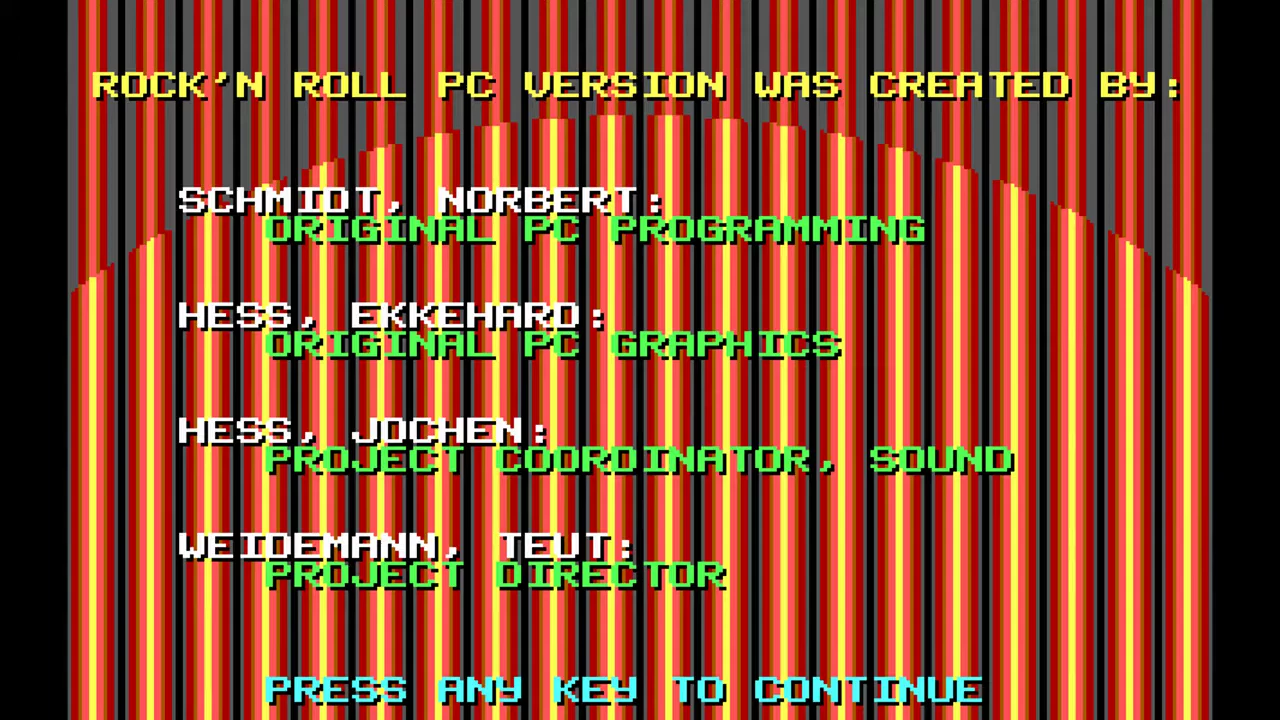 ROCK'N ROLL PC VERSION WAS CREATED BY:
SCHMIDT, NORBERT:
ORIGINAL PC PROGRAMMING
HESS, EKKEHARD:
ORIGINAL PC GRAPHICS
HESS, JOCHEN:
PROJECT COORDINATOR, SOUND
WEIDEMANN, TEUT:
PROJECT DIRECTOR
PRESS ANY KEY TO CONTINUE